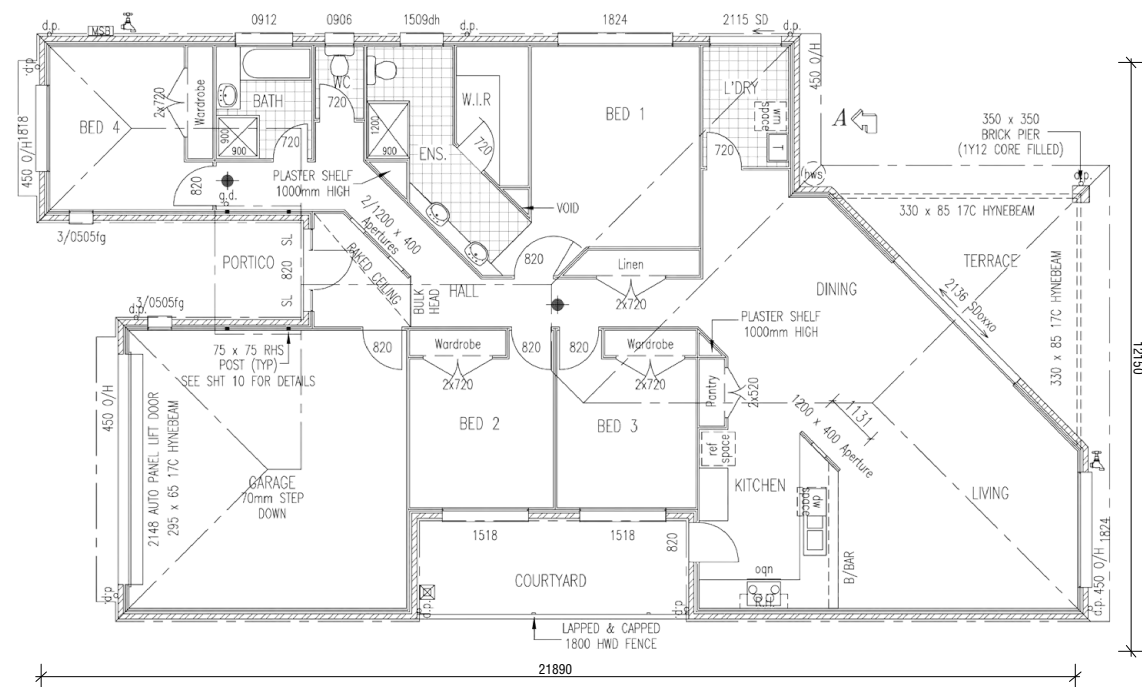 d.p.
MSB
0912
0906
1509dh
1824
2115 SD
d.p.
450 O/H
d.p.
1818
450 O/H
BED 4
2x720
Wardrobe
BATH
900
900
720
WC
720
1200
900
ENS.
W.I.R
720
BED 1
L'DRY
wm
space
T
720
A
350 x 350
BRICK PIER
(1Y12 CORE FILLED)
d.p.
hws
820
PLASTER SHELF
1000mm HIGH
VOID
330 x 85 17C HYNEBEAM
3/0505fg
2/1200 x 400
Apertures
820
PORTICO
SL
820
SL
RAKED CEILING
BULK
HEAD
HALL
Linen
2x720
DINING
TERRACE
2136 SDoxxo
330 x 85 17C HYNEBEAM
12150
3/0505fg
d.p.
PLASTER SHELF
1000mm HIGH
75 x 75 RHS
POST (TYP)
SEE SHT 10 FOR DETAILS
820
Wardrobe
2x720
820
820
Wardrobe
2x720
Pantry
2x520
450 O/H
2148 AUTO PANEL LIFT DOOR
295 x 65 17C HYNEBEAM
GARAGE
70mm STEP
DOWN
BED 2
BED 3
ref
space
1131
1200 x 400 Aperture
KITCHEN
dw
space
LIVING
1824
450 O/H
1518
1518
820
COURTYARD
B/BAR
d.p.
d.p.
d.p.
d.p.
LAPPED & CAPPED
1800 HWD FENCE
21890